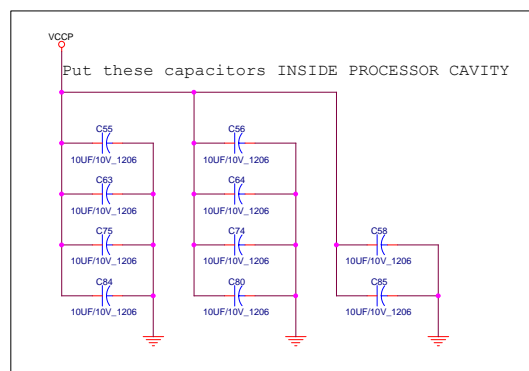 VCCP
Put these capacitors INSIDE PROCESSOR CAVITY
C55
10UF/10V_1206
C56
10UF/10V_1206
C63
10UF/10V_1206
C64
10UF/10V_1206
C75
10UF/10V_1206
C74
10UF/10V_1206
C58
10UF/10V_1206
C84
10UF/10V_1206
C80
10UF/10V_1206
C85
10UF/10V_1206